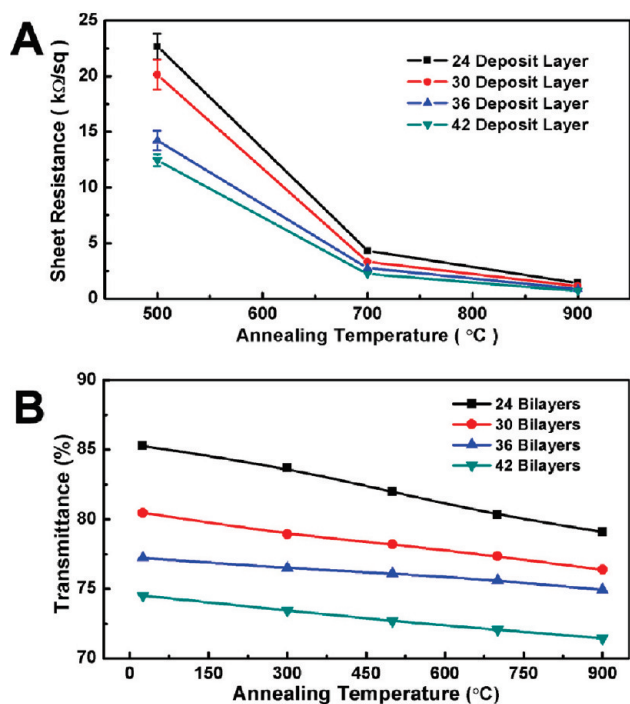 A
Sheet Resistance ( kΩ/sq )
25
20
15
10
5
0
24 Deposit Layer
30 Deposit Layer
36 Deposit Layer
42 Deposit Layer
500 600 700 800 900
Annealing Temperature ( °C )
B
Transmittance (%)
90
85
80
75
70
24 Bilayers
30 Bilayers
36 Bilayers
42 Bilayers
0 150 300 450 600 750 900
Annealing Temperature (°C)